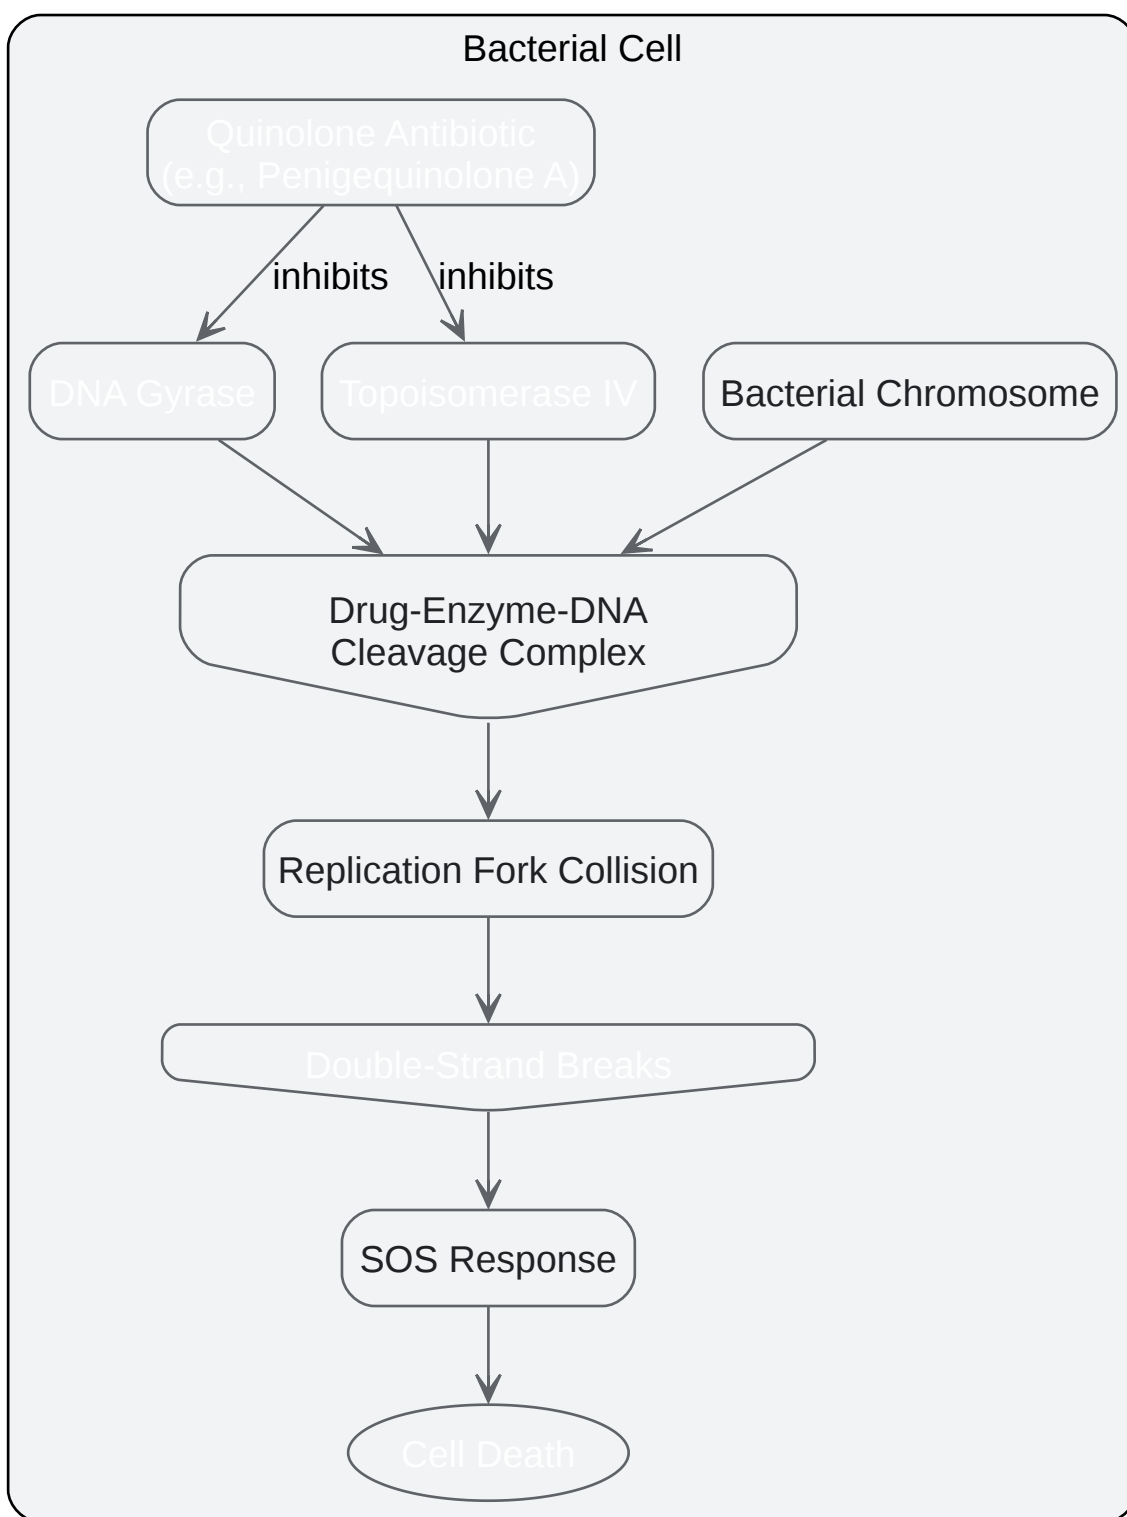 Bacterial Cell
Quinolone Antibiotic
(e.g., Penigequinolone A)
inhibits
inhibits
DNA Gyrase
Topoisomerase IV
Bacterial Chromosome
Drug-Enzyme-DNA
Cleavage Complex
Replication Fork Collision
Double-Strand Breaks
SOS Response
Cell Death